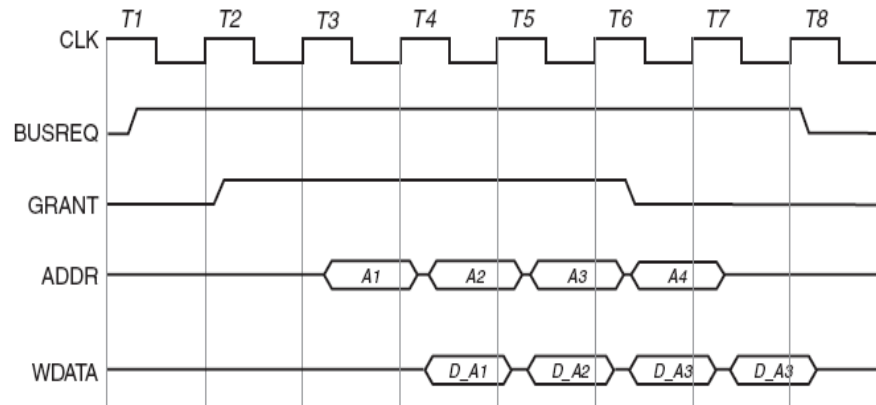 T1 T2 T3 T4 T5 T6 T7 T8
CLK
BUSREQ
GRANT
ADDR A1 A2 A3 A4
WDATA D_A1 D_A2 D_A3 D_A3